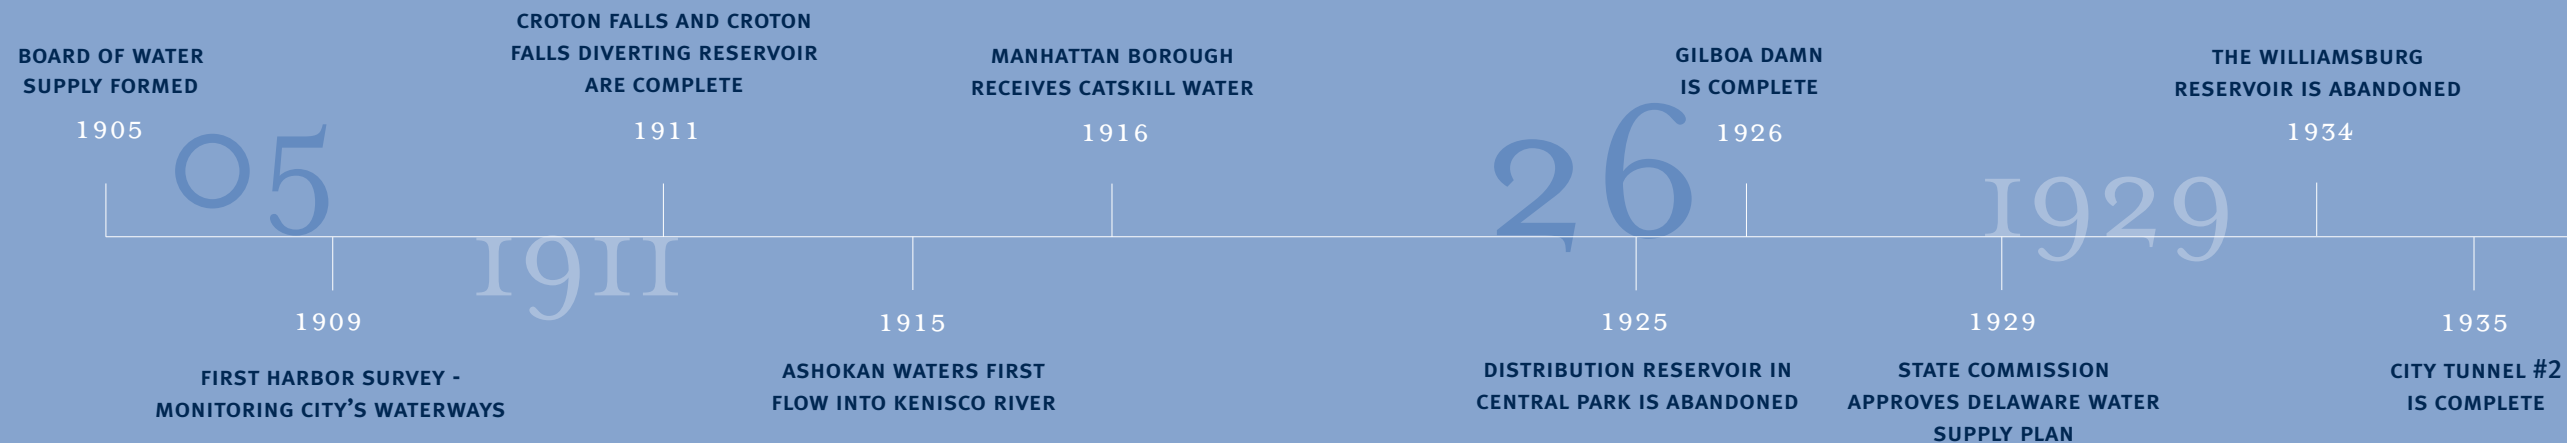 BOARD OF WATER
SUPPLY FORMED
1905
05
CROTON FALLS AND CROTON
FALLS DIVERTING RESERVOIR
ARE COMPLETE
1911
MANHATTAN BOROUGH
RECEIVES CATSKILL WATER
1916
GILBOA DAMN
IS COMPLETE
1926
26
THE WILLIAMSBURG
RESERVOIR IS ABANDONED
1934
1909
FIRST HARBOR SURVEY -
MONITORING CITY’S WATERWAYS
1911
1915
ASHOKAN WATERS FIRST
FLOW INTO KENISCO RIVER
1925
DISTRIBUTION RESERVOIR IN
CENTRAL PARK IS ABANDONED
1929
1929
STATE COMMISSION
APPROVES DELAWARE WATER
SUPPLY PLAN
1935
CITY TUNNEL #2
IS COMPLETE